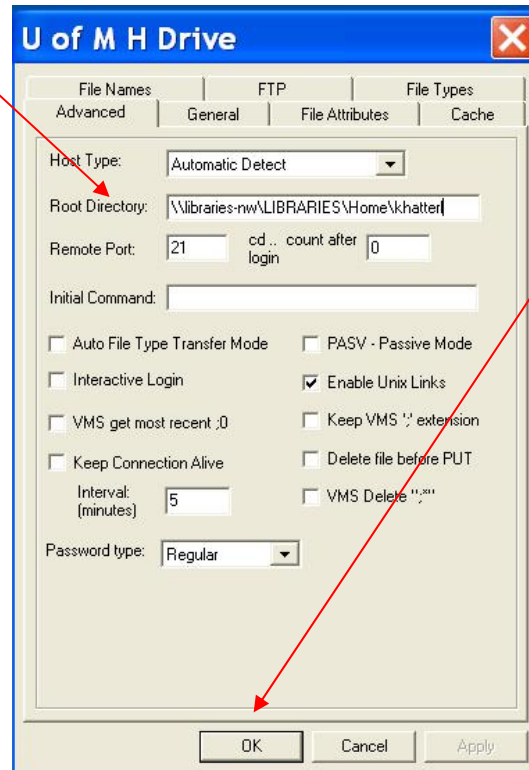 U of M H Drive
File Names FTP File Types
Advanced General File Attributes Cache
Host Type: Automatic Detect
Root Directory: \\libraries-nw\LIBRARIES\Home\khatterl
Remote Port: 21 cd .. count after login 0
Initial Command:
Auto File Type Transfer Mode PASV - Passive Mode
Interactive Login Enable Unix Links
VMS get most recent ;0 Keep VMS ';' extension
Keep Connection Alive Delete file before PUT
Interval: (minutes) 5 VMS Delete ";*"
Password type: Regular
OK Cancel Apply